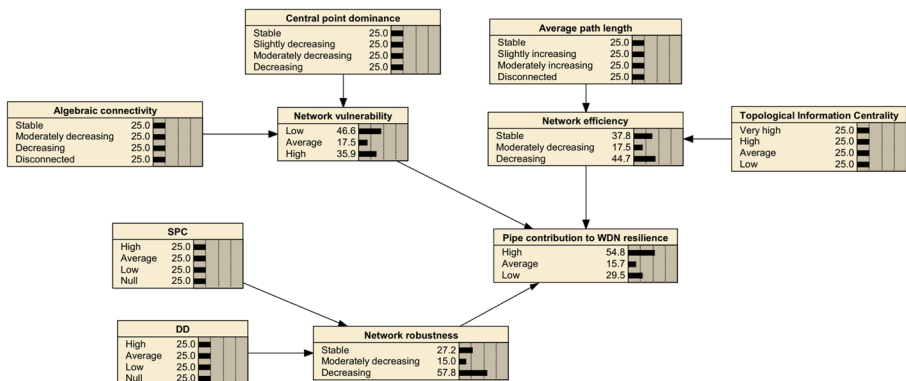 Central point dominance
Stable 25.0
Slightly decreasing 25.0
Moderately decreasing 25.0
Decreasing 25.0
Average path length
Stable 25.0
Slightly increasing 25.0
Moderately increasing 25.0
Disconnected 25.0
Algebraic connectivity
Stable 25.0
Moderately decreasing 25.0
Decreasing 25.0
Disconnected 25.0
Network vulnerability
Low 46.6
Average 17.5
High 35.9
Network efficiency
Stable 37.8
Moderately decreasing 17.5
Decreasing 44.7
Topological Information Centrality
Very high 25.0
High 25.0
Average 25.0
Low 25.0
SPC
High 25.0
Average 25.0
Low 25.0
Null 25.0
Pipe contribution to WDN resilience
High 54.8
Average 15.7
Low 29.5
DD
High 25.0
Average 25.0
Low 25.0
Null 25.0
Network robustness
Stable 27.2
Moderately decreasing 15.0
Decreasing 57.8